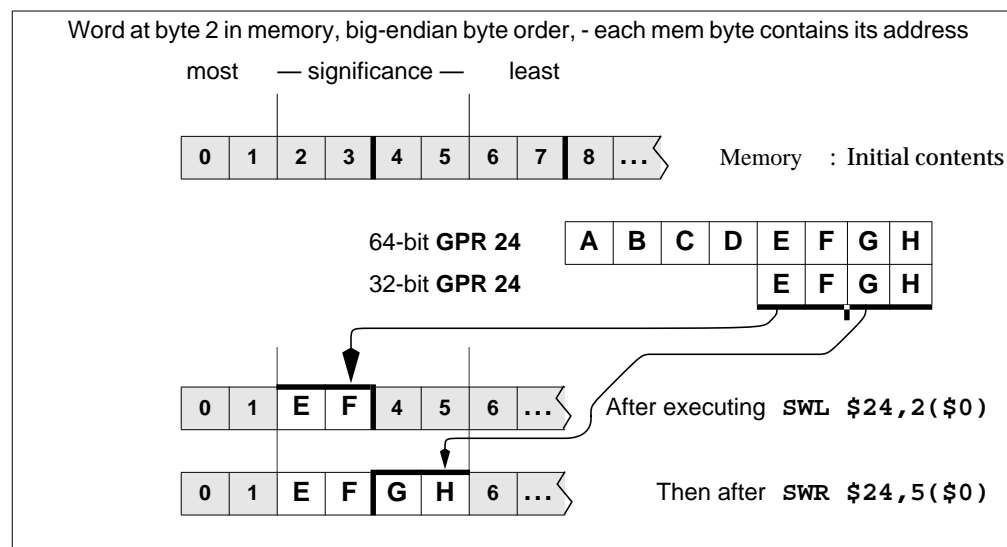 Word at byte 2 in memory, big-endian byte order, - each mem byte contains its address
most — significance — least
0 1 2 3 4 5 6 7 8 ... Memory : Initial contents
64-bit GPR 24 A B C D E F G H
32-bit GPR 24 E F G H
0 1 E F 4 5 6 ... After executing SWL $24,2($0)
0 1 E F G H 6 ... Then after SWR $24,5($0)